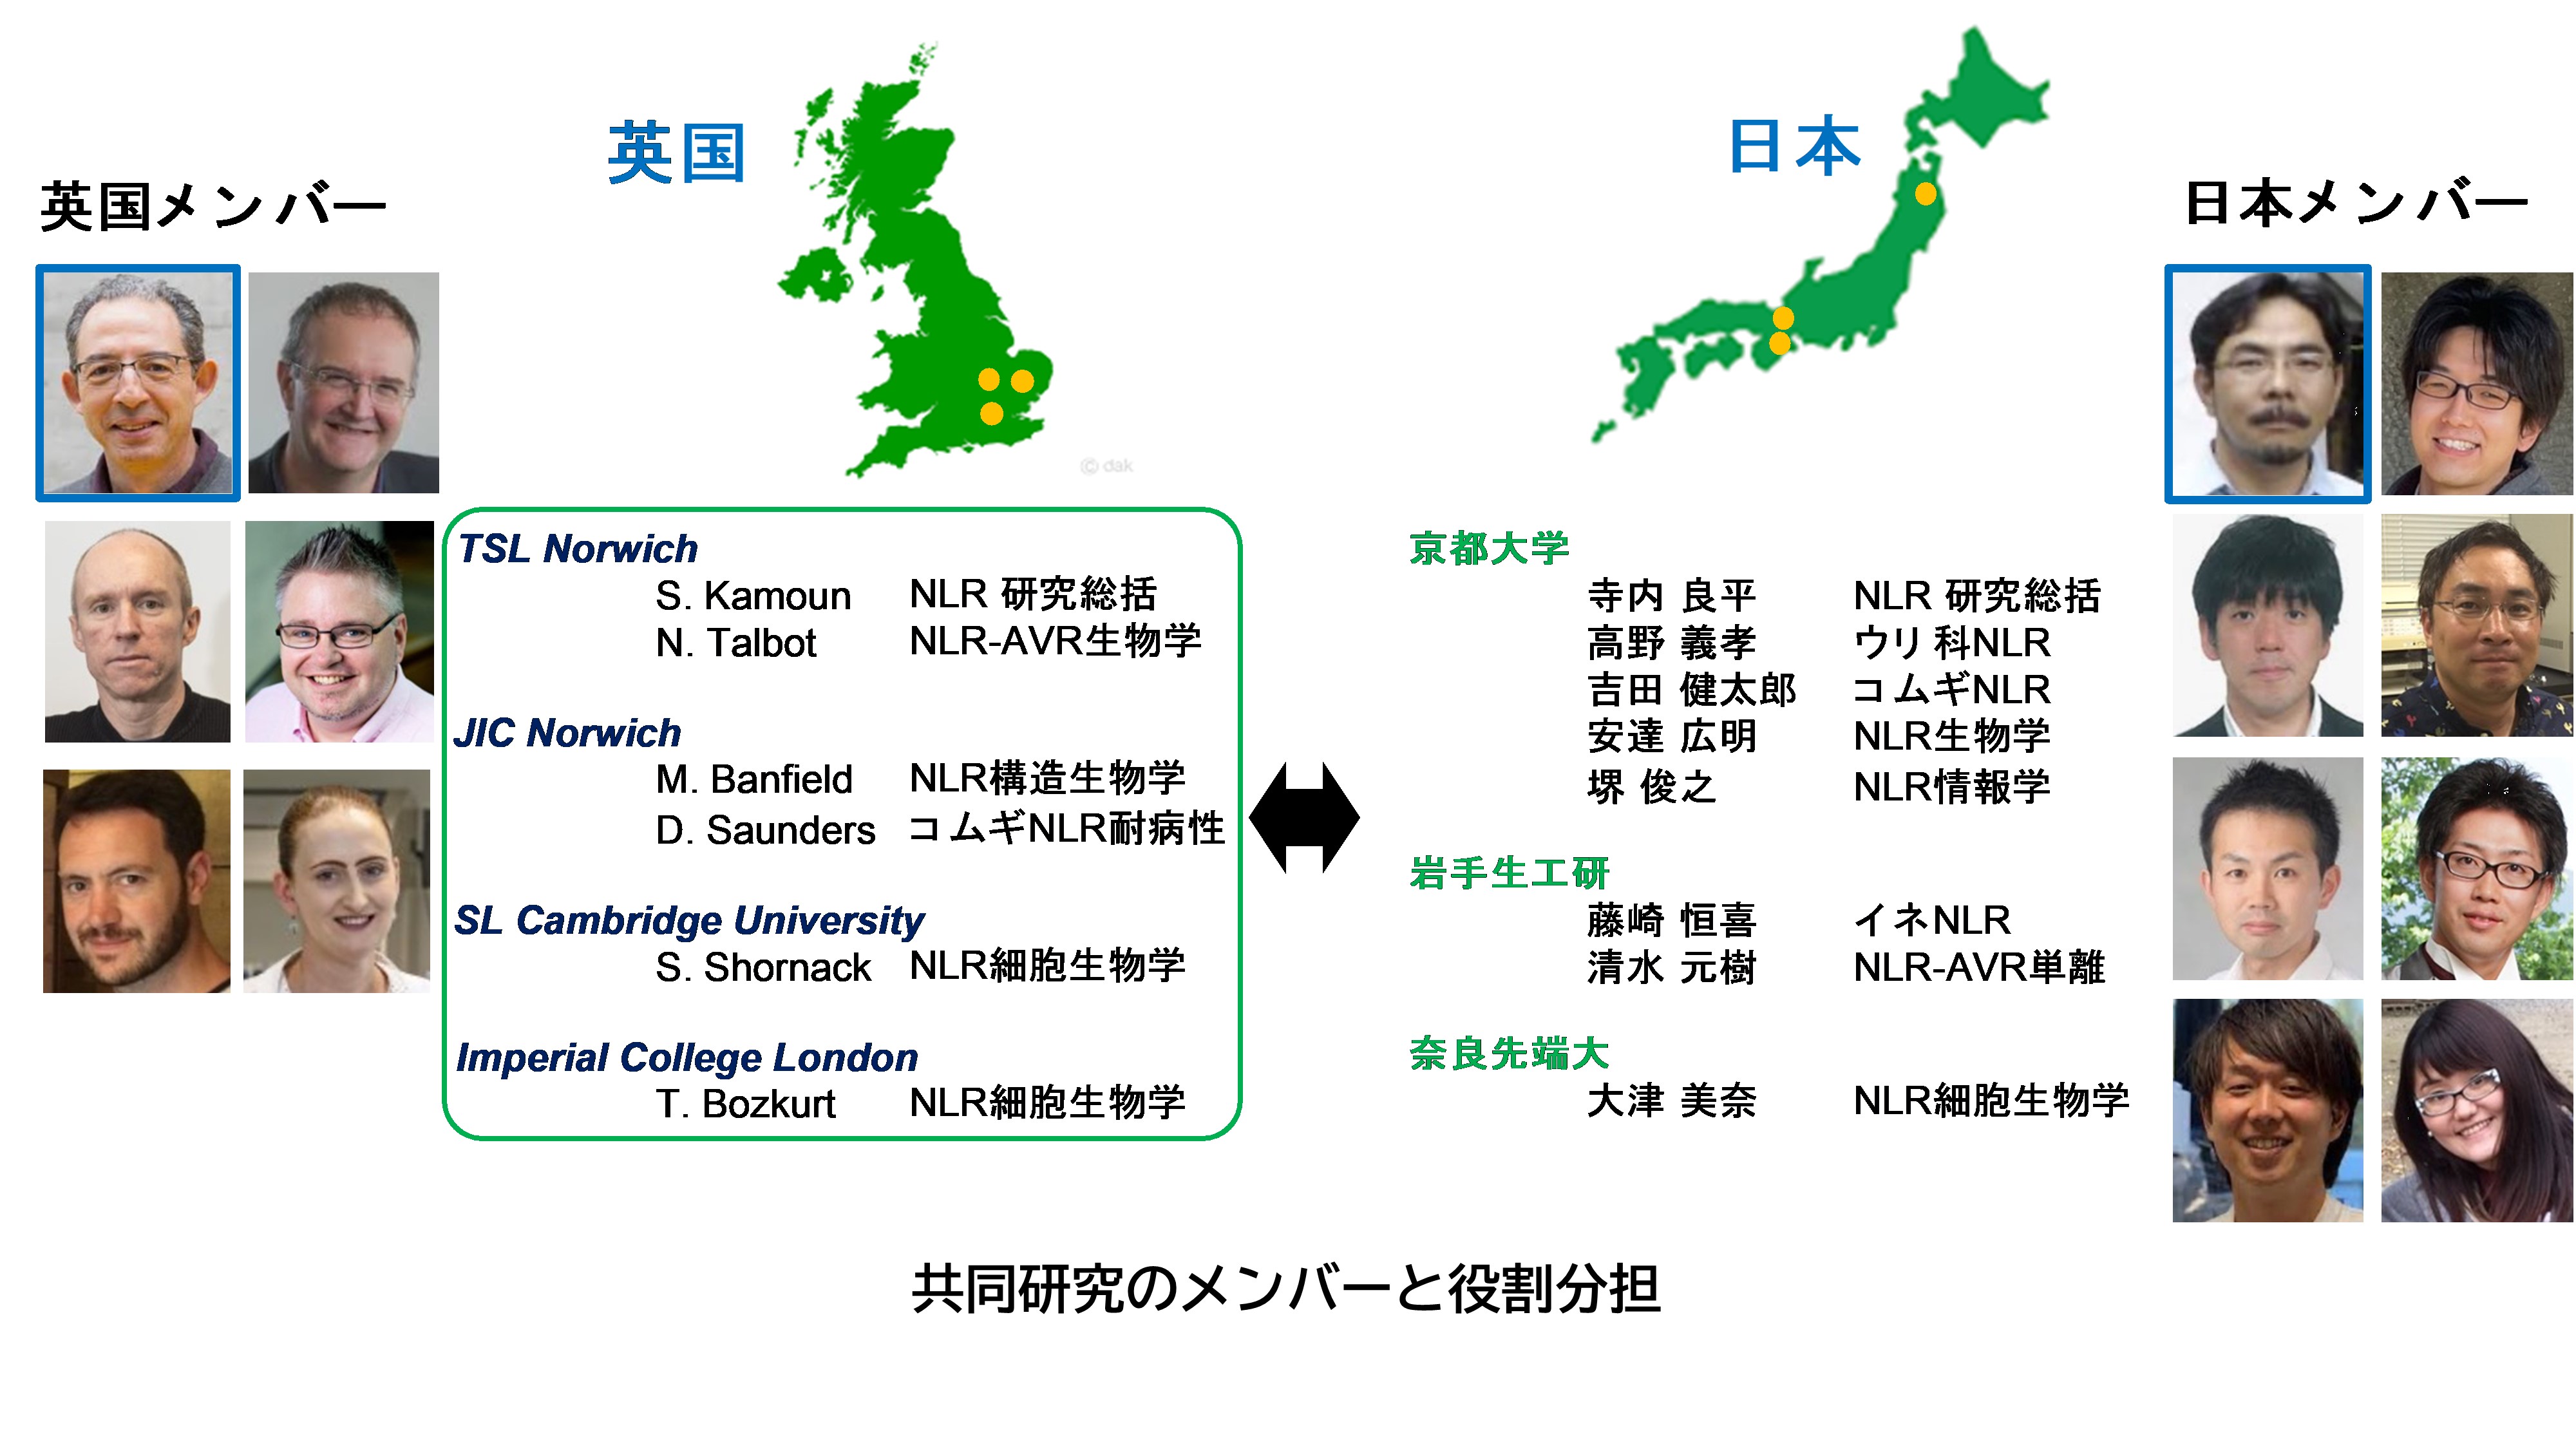 英国
日本
英国メンバー
日本メンバー
© dak
TSL Norwich
S. Kamoun NLR 研究総括
N. Talbot NLR-AVR生物学
JIC Norwich
M. Banfield NLR構造生物学
D. Saunders コムギNLR耐病性
SL Cambridge University
S. Shornack NLR細胞生物学
Imperial College London
T. Bozkurt NLR細胞生物学
京都大学
寺内 良平 NLR 研究総括
高野 義孝 ウリ科NLR
吉田 健太郎 コムギNLR
安達 広明 NLR生物学
堺 俊之 NLR情報学
岩手生工研
藤崎 恒喜 イネNLR
清水 元樹 NLR-AVR単離
奈良先端大
大津 美奈 NLR細胞生物学
共同研究のメンバーと役割分担